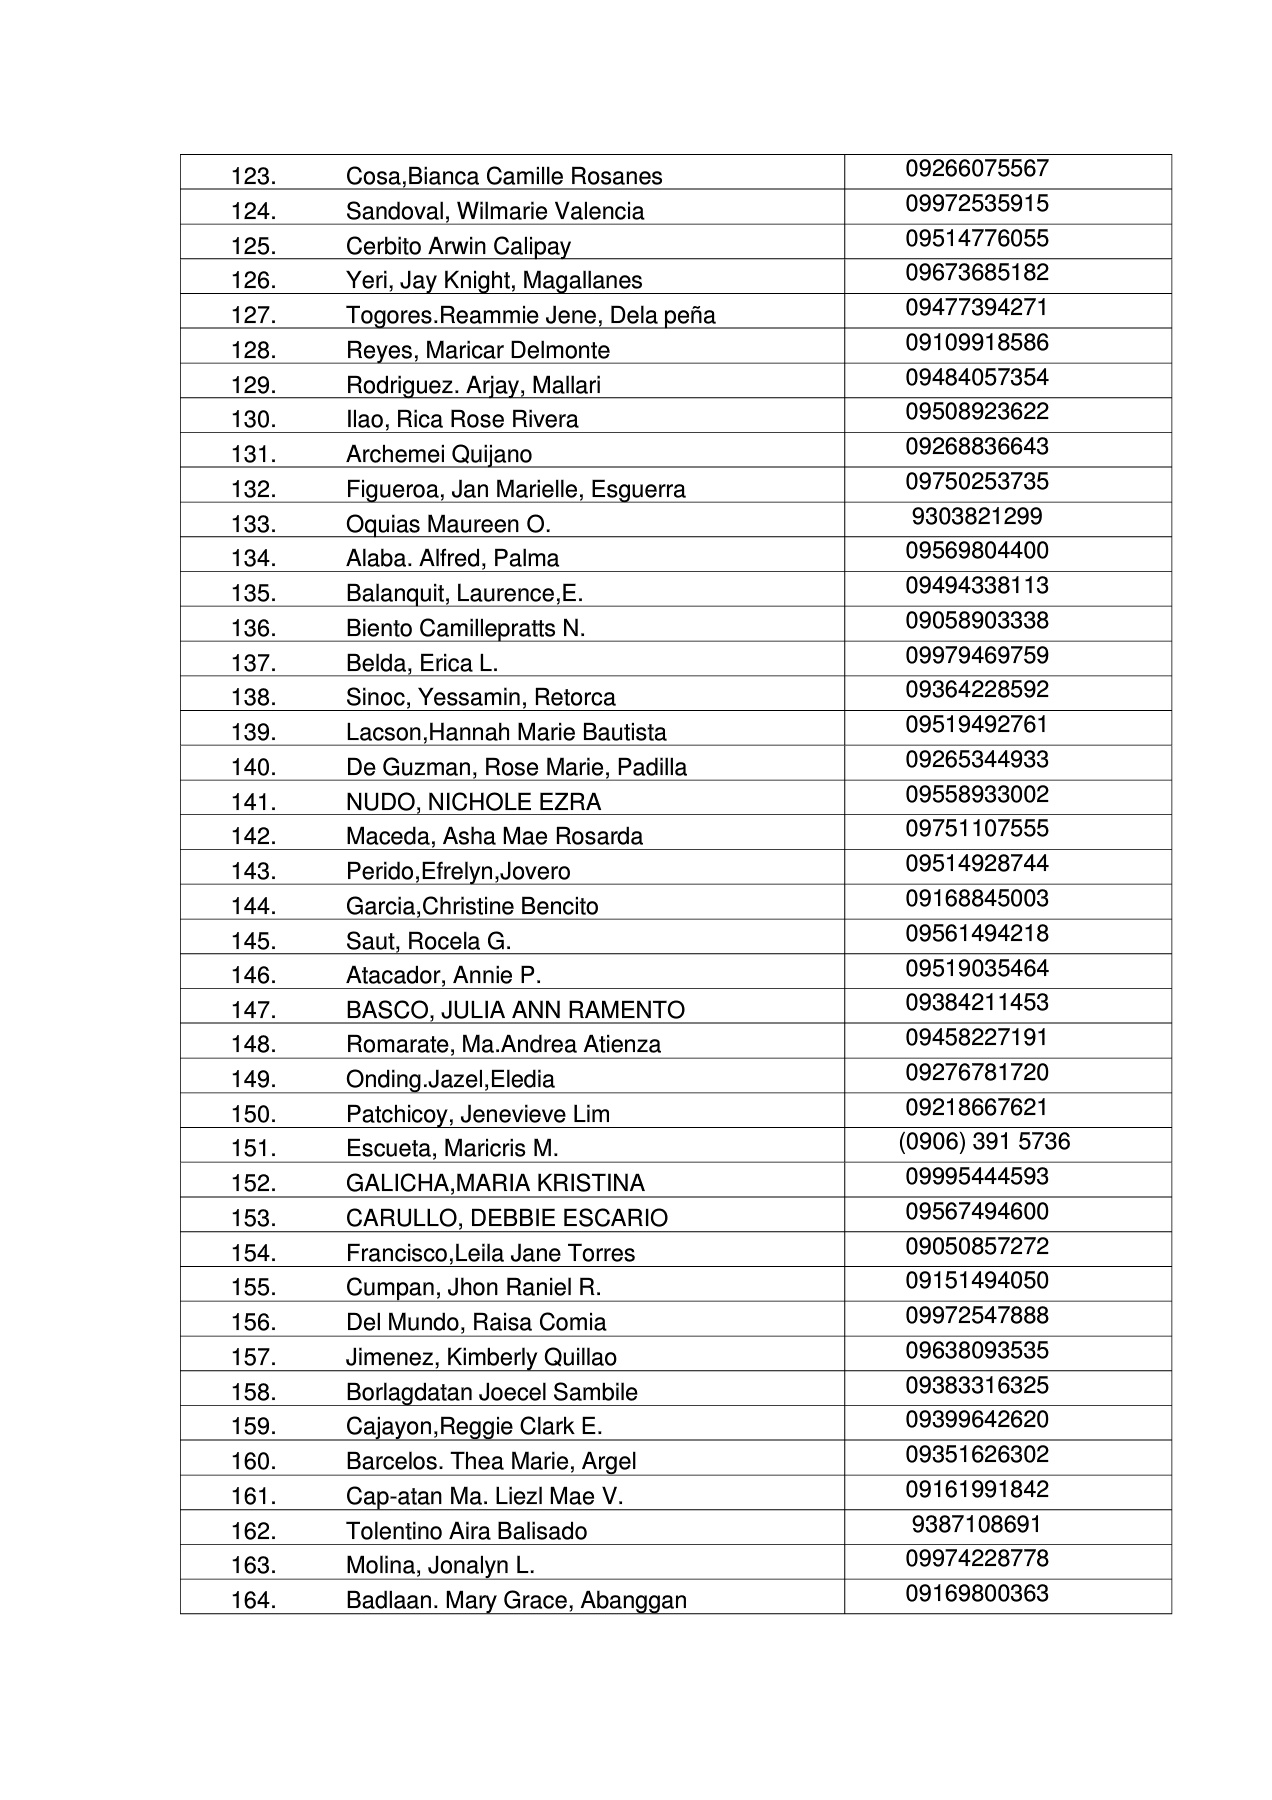 123. Cosa,Bianca Camille Rosanes 09266075567
124. Sandoval, Wilmarie Valencia 09972535915
125. Cerbito Arwin Calipay 09514776055
126. Yeri, Jay Knight, Magallanes 09673685182
127. Togores.Reammie Jene, Dela peña 09477394271
128. Reyes, Maricar Delmonte 09109918586
129. Rodriguez. Arjay, Mallari 09484057354
130. Ilao, Rica Rose Rivera 09508923622
131. Archemei Quijano 09268836643
132. Figueroa, Jan Marielle, Esguerra 09750253735
133. Oquias Maureen O. 9303821299
134. Alaba. Alfred, Palma 09569804400
135. Balanquit, Laurence,E. 09494338113
136. Biento Camillepratts N. 09058903338
137. Belda, Erica L. 09979469759
138. Sinoc, Yessamin, Retorca 09364228592
139. Lacson,Hannah Marie Bautista 09519492761
140. De Guzman, Rose Marie, Padilla 09265344933
141. NUDO, NICHOLE EZRA 09558933002
142. Maceda, Asha Mae Rosarda 09751107555
143. Perido,Efrelyn,Jovero 09514928744
144. Garcia,Christine Bencito 09168845003
145. Saut, Rocela G. 09561494218
146. Atacador, Annie P. 09519035464
147. BASCO, JULIA ANN RAMENTO 09384211453
148. Romarate, Ma.Andrea Atienza 09458227191
149. Onding.Jazel,Eledia 09276781720
150. Patchicoy, Jenevieve Lim 09218667621
151. Escueta, Maricris M. (0906) 391 5736
152. GALICHA,MARIA KRISTINA 09995444593
153. CARULLO, DEBBIE ESCARIO 09567494600
154. Francisco,Leila Jane Torres 09050857272
155. Cumpan, Jhon Raniel R. 09151494050
156. Del Mundo, Raisa Comia 09972547888
157. Jimenez, Kimberly Quillao 09638093535
158. Borlagdatan Joecel Sambile 09383316325
159. Cajayon,Reggie Clark E. 09399642620
160. Barcelos. Thea Marie, Argel 09351626302
161. Cap-atan Ma. Liezl Mae V. 09161991842
162. Tolentino Aira Balisado 9387108691
163. Molina, Jonalyn L. 09974228778
164. Badlaan. Mary Grace, Abanggan 09169800363